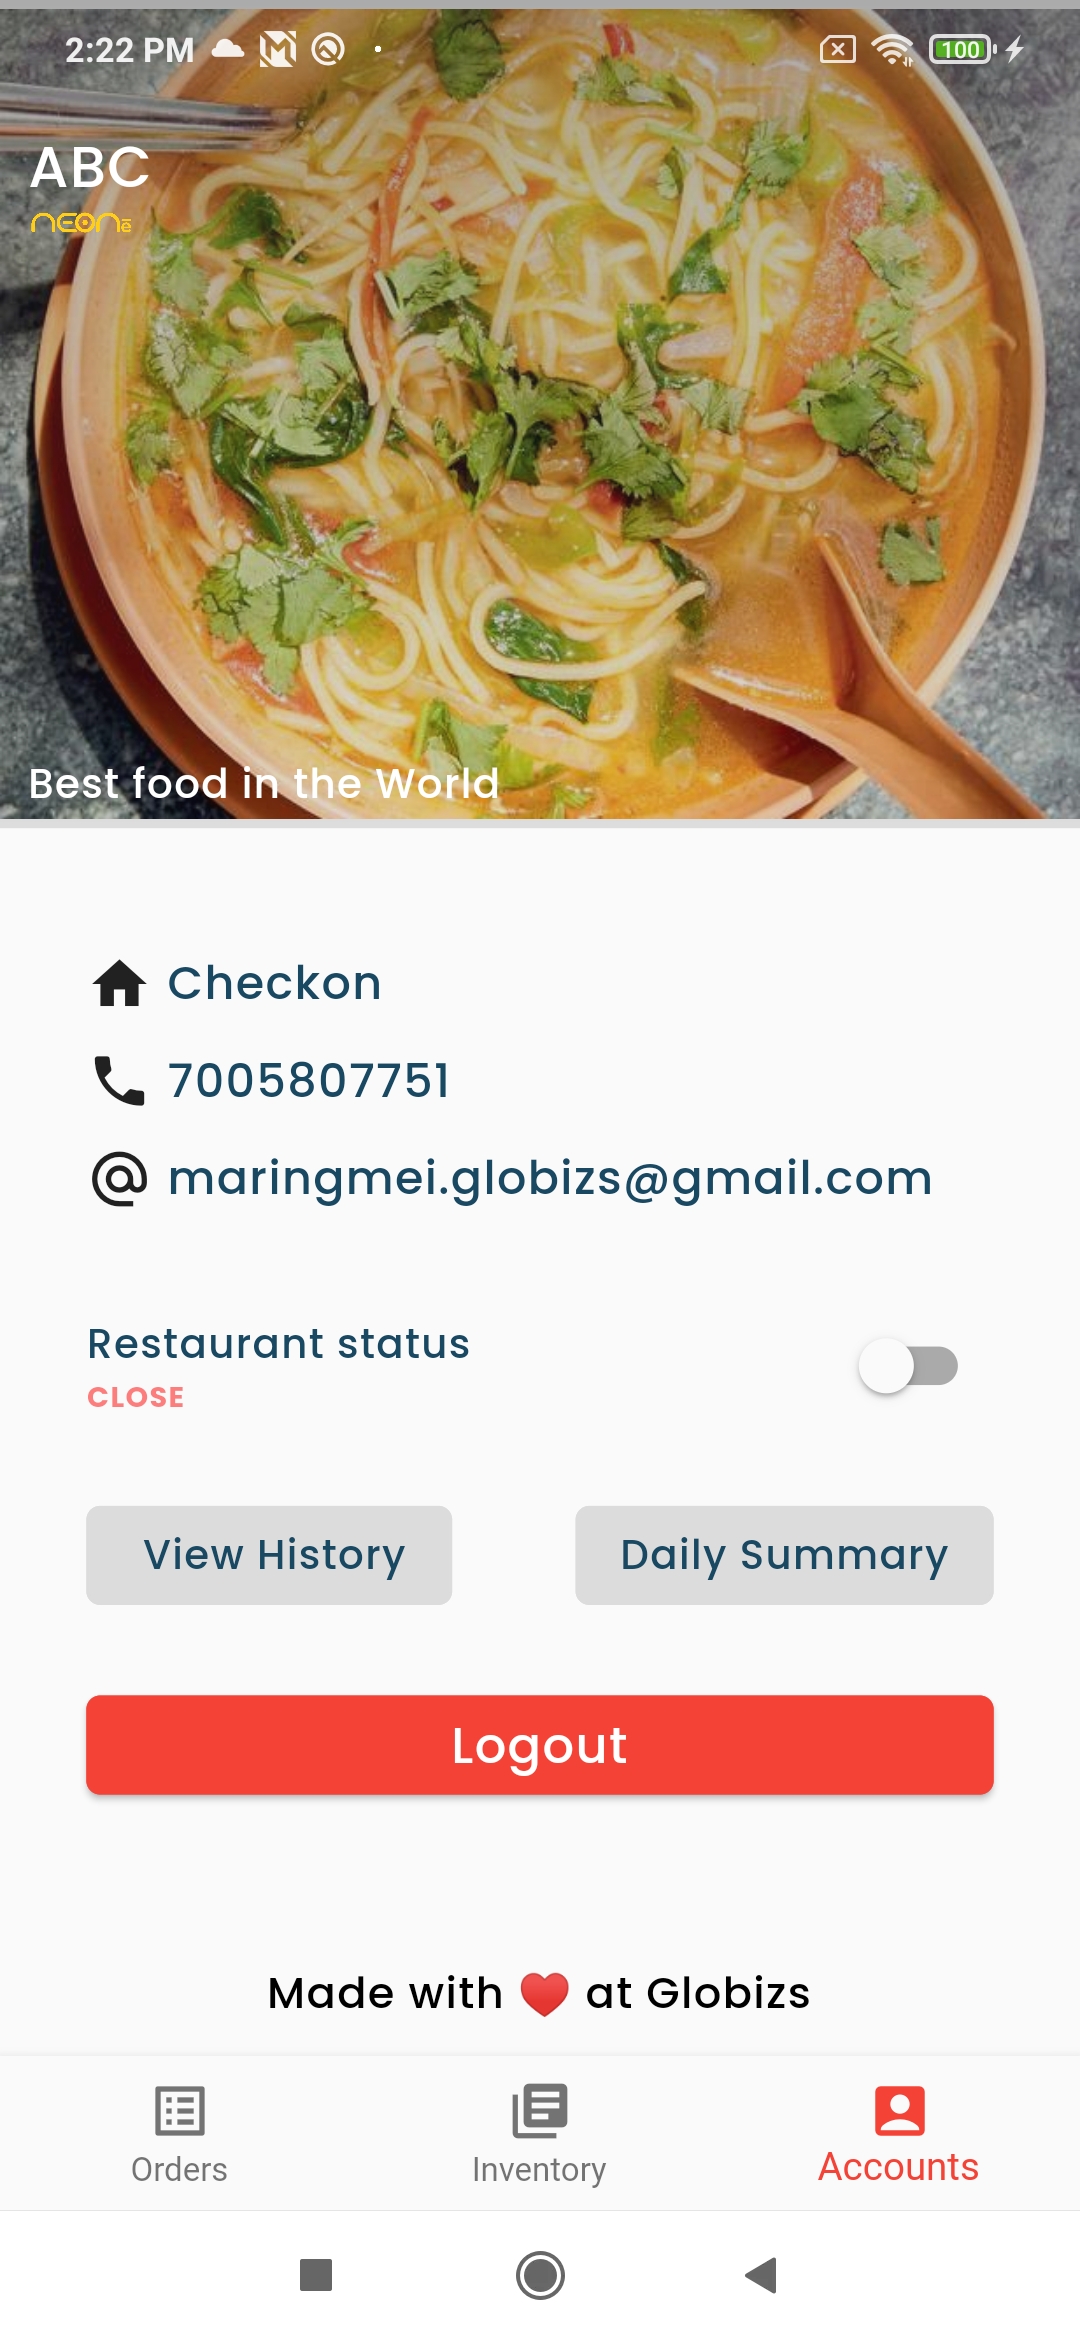 2:22 PM
100
ABC
neonē
Best food in the World
Checkon
7005807751
maringmei.globizs@gmail.com
Restaurant status
CLOSE
View History
Daily Summary
Logout
Made with ❤️ at Globizs
Orders
Inventory
Accounts